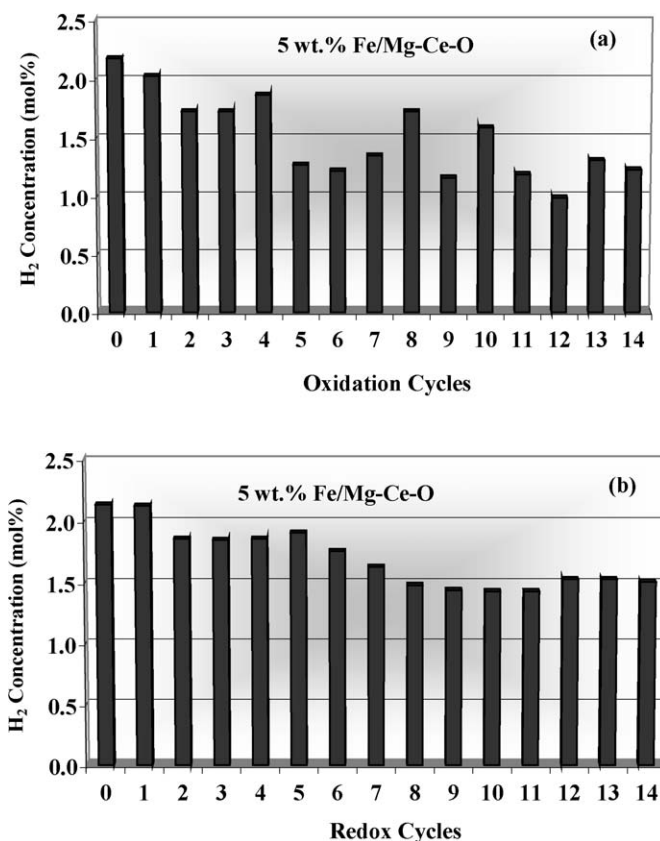 2.5
5 wt.% Fe/Mg-Ce-O
(a)
2.0
1.5
1.0
0.5
0.0
H₂ Concentration (mol%)
0 1 2 3 4 5 6 7 8 9 10 11 12 13 14
Oxidation Cycles
2.5
5 wt.% Fe/Mg-Ce-O
(b)
2.0
1.5
1.0
0.5
0.0
H₂ Concentration (mol%)
0 1 2 3 4 5 6 7 8 9 10 11 12 13 14
Redox Cycles